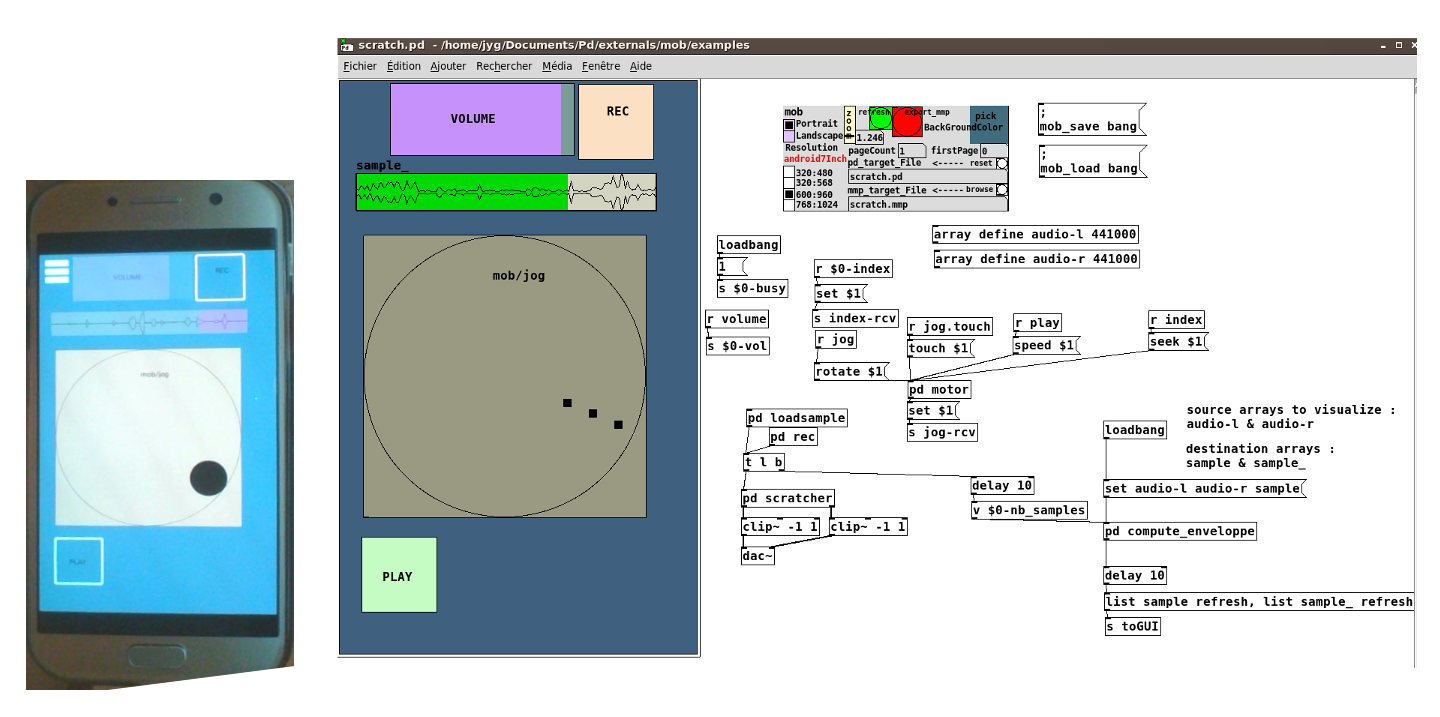 VOLUME
REC
mob/jog
PLAY
scratch.pd - /home/jyg/Documents/Pd/externals/mob/examples
Fichier Édition Ajouter Rechercher Média Fenêtre Aide
VOLUME
REC
sample_
mob/jog
PLAY
mob
Portrait
Landscape
Resolution
android7Inch
320:480
320:568
600:960
768:1024
zoom
1.246
refresh
export_mmp
BackGroundColor
pick
pageCount 1 firstPage 0
pd_target_File <----- reset
scratch.pd
mmp_target_File <----- browse
scratch.mmp
;
mob_save bang
;
mob_load bang
array define audio-l 441000
array define audio-r 441000
loadbang
1
s $0-busy
r volume
s $0-vol
r $0-index
set $1
s index-rcv
r jog
rotate $1
r jog.touch
touch $1
r play
speed $1
r index
seek $1
pd motor
set $1
s jog-rcv
pd loadsample
pd rec
t l b
pd scratcher
clip~ -1 1
clip~ -1 1
dac~
delay 10
v $0-nb_samples
source arrays to visualize :
audio-l & audio-r
destination arrays :
sample & sample_
loadbang
set audio-l audio-r sample
pd compute_enveloppe
delay 10
list sample refresh, list sample_ refresh
s toGUI